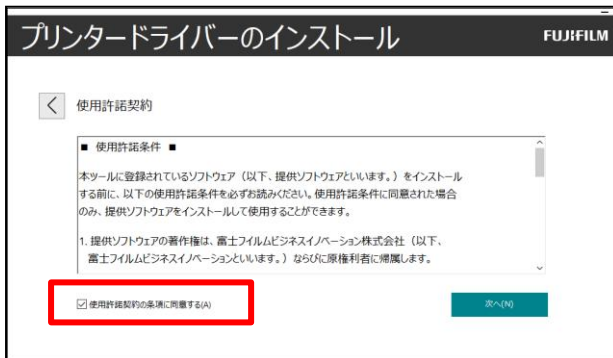 プリンタードライバーのインストール
FUJIFILM
使用許諾契約
■ 使用許諾条件 ■
本ツールに登録されているソフトウェア（以下、提供ソフトウェアといいます。）をインストール
する前に、以下の使用許諾条件を必ずお読みください。使用許諾条件に同意された場合
のみ、提供ソフトウェアをインストールして使用することができます。
1. 提供ソフトウェアの著作権は、富士フイルムビジネスイノベーション株式会社（以下、
富士フイルムビジネスイノベーションといいます。）ならびに原権利者に帰属します。
使用許諾契約の条項に同意する(A)
次へ(N)